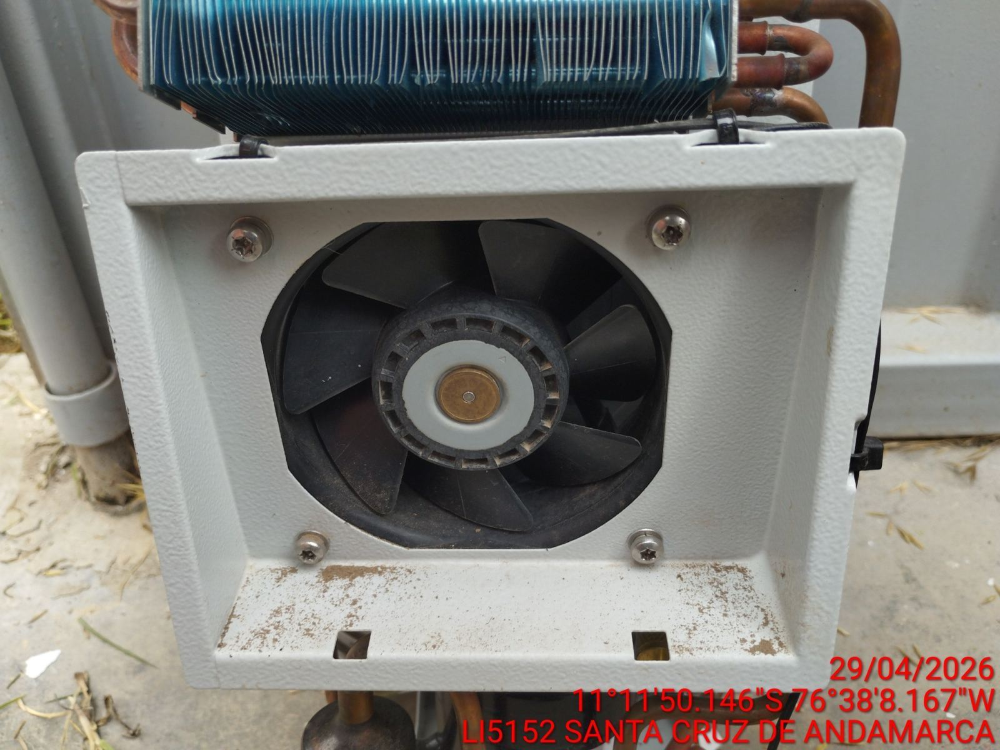 29/04/2026
11°11'50.146"S 76°38'8.167"W
LI5152 SANTA CRUZ DE ANDAMARCA